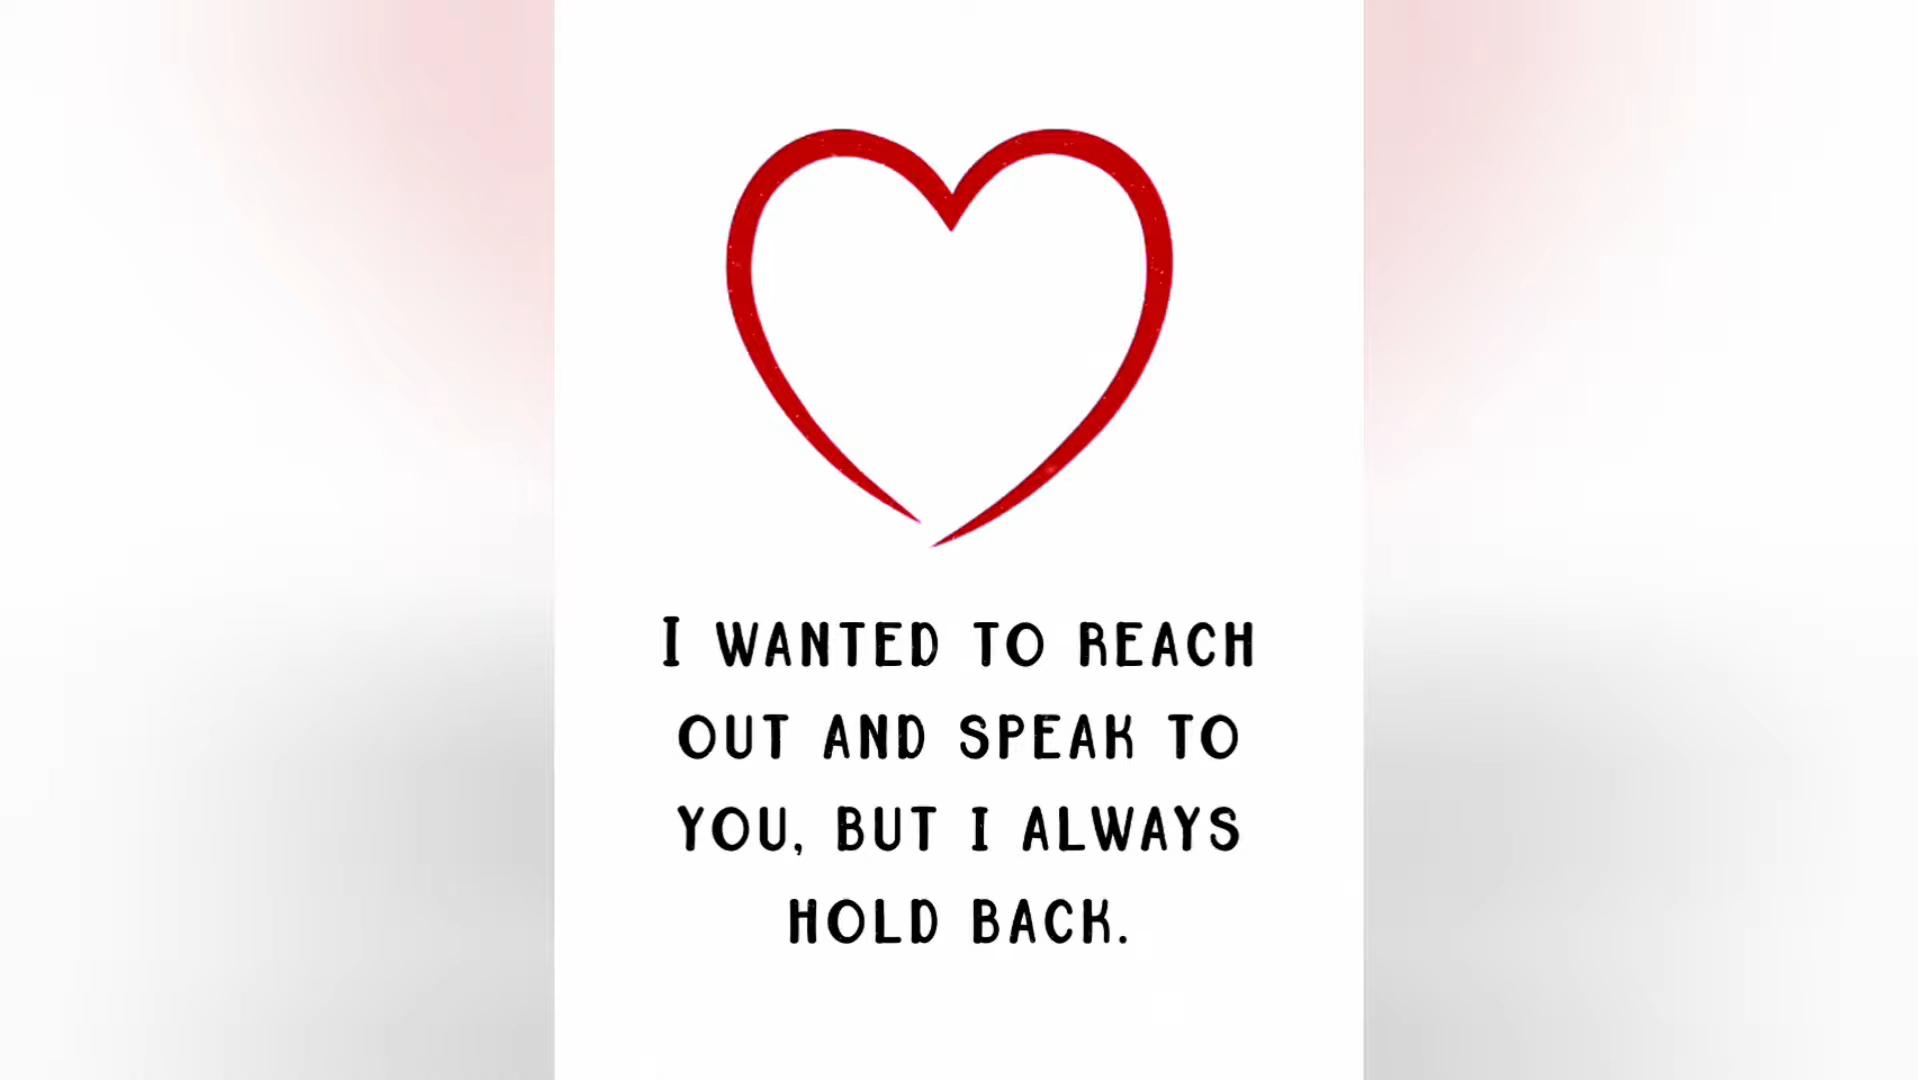 I WANTED TO REACH
OUT AND SPEAK TO
YOU, BUT I ALWAYS
HOLD BACK.